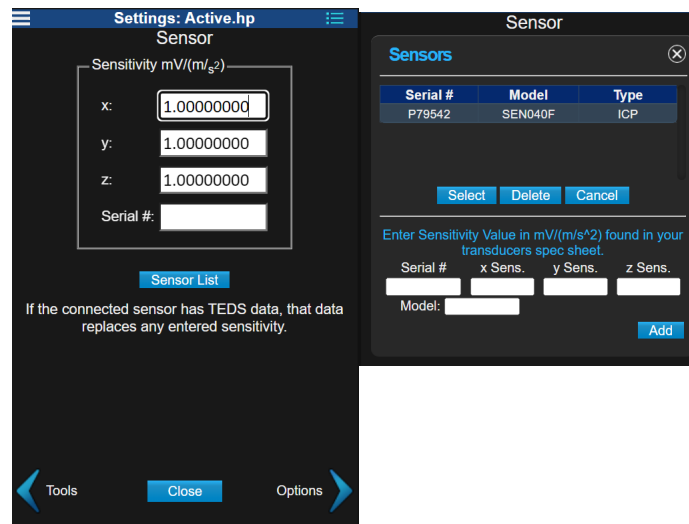 Settings: Active.hp
Sensor
Sensitivity mV/(m/s²)
x: 1.00000000
y: 1.00000000
z: 1.00000000
Serial #:
Sensor List
If the connected sensor has TEDS data, that data
replaces any entered sensitivity.
Tools Close Options
Sensor
Sensors
Serial # Model Type
P79542 SEN040F ICP
Select Delete Cancel
Enter Sensitivity Value in mV/(m/s^2) found in your
transducers spec sheet.
Serial # x Sens. y Sens. z Sens.
Model:
Add